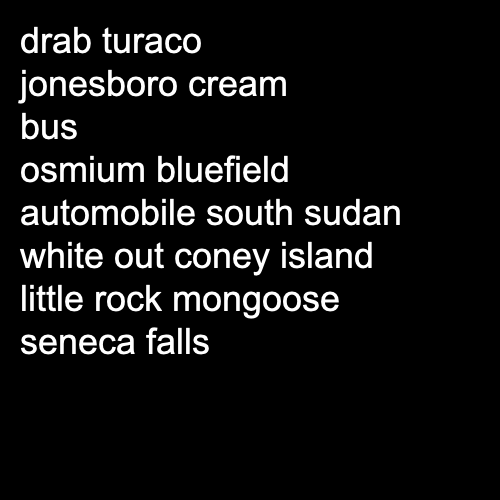 drab turaco
jonesboro cream
bus
osmium bluefield
automobile south sudan
white out coney island
little rock mongoose
seneca falls